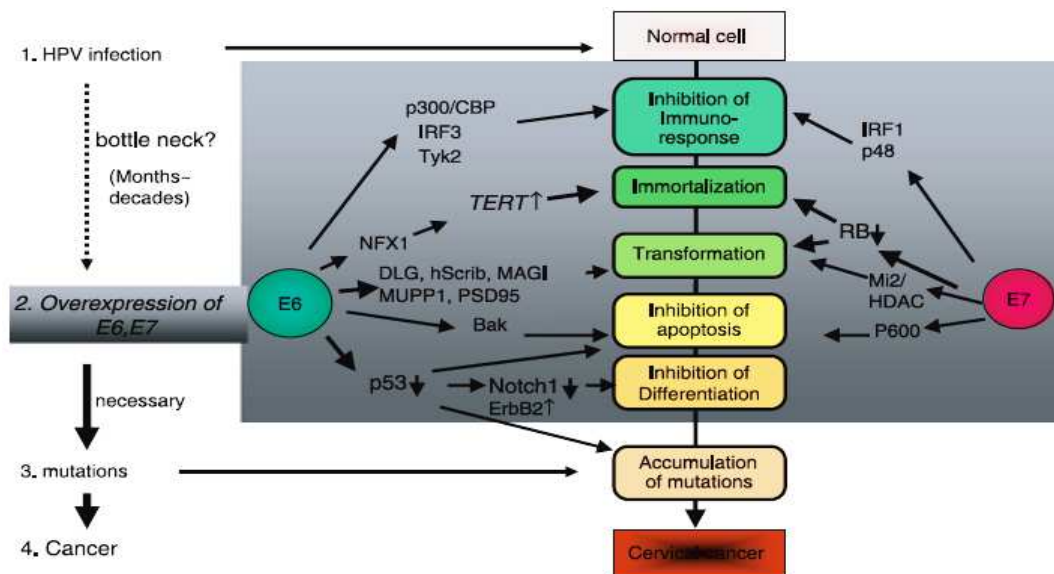 1. HPV infection
bottle neck?
(Months-
decades)
2. Overexpression of
E6,E7
necessary
3. mutations
4. Cancer
E6
p300/CBP
IRF3
Tyk2
NFX1
TERT↑
DLG, hScrib, MAGI
MUPP1, PSD95
Bak
p53
Notch1
ErbB2↑
Normal cell
Inhibition of
Immuno-
response
Immortalization
Transformation
Inhibition of
apoptosis
Inhibition of
Differentiation
Accumulation
of mutations
Cervical cancer
IRF1
p48
RB
Mi2/
HDAC
P600
E7